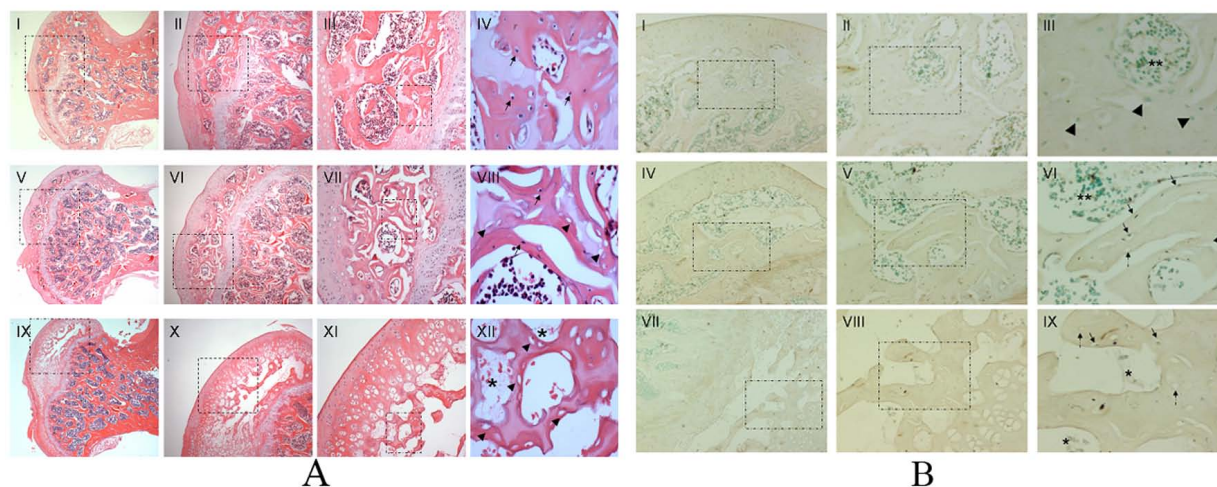 I II III IV I II III
**
V VI VII VIII IV V VI
**
IX X XI XII VII VIII IX
* * * *
A B